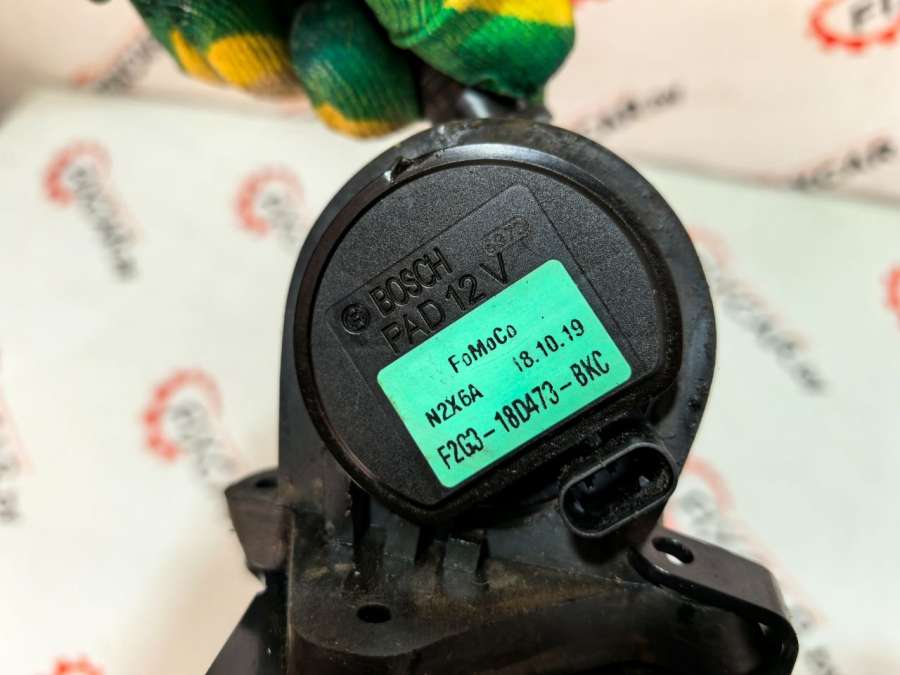 BOSCH
PAD 12 V
FoMoCo
N2X6A 18.10.19
F2G3-18D473-BKC